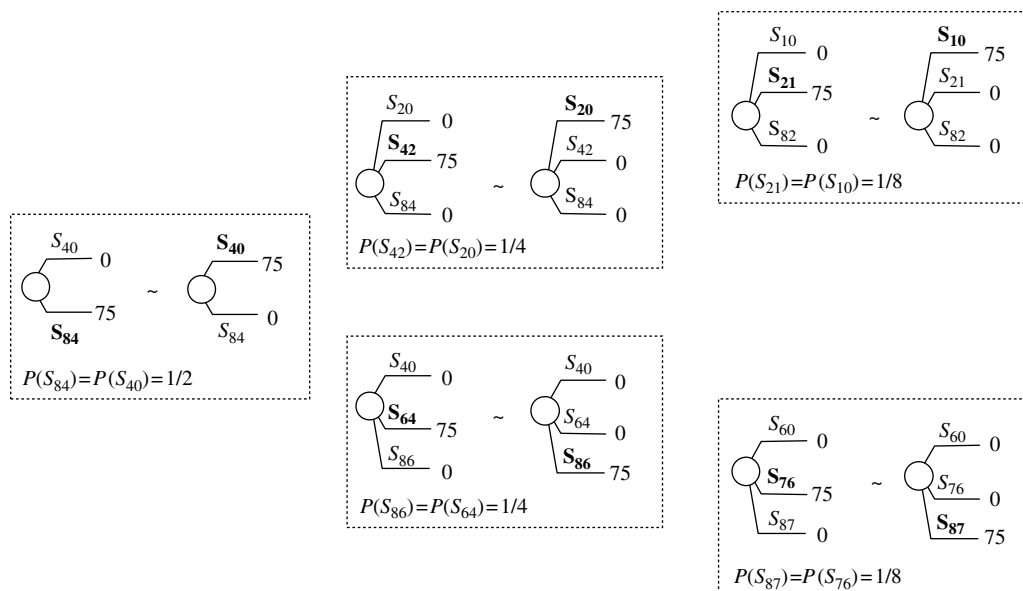 S40 0
S84 75
~
S40 75
S84 0
P(S84)=P(S40)=1/2
S20 0
S42 75
S84 0
~
S20 75
S42 0
S84 0
P(S42)=P(S20)=1/4
S40 0
S64 75
S86 0
~
S40 0
S64 0
S86 75
P(S86)=P(S64)=1/4
S10 0
S21 75
S82 0
~
S10 75
S21 0
S82 0
P(S21)=P(S10)=1/8
S60 0
S76 75
S87 0
~
S60 0
S76 0
S87 75
P(S87)=P(S76)=1/8